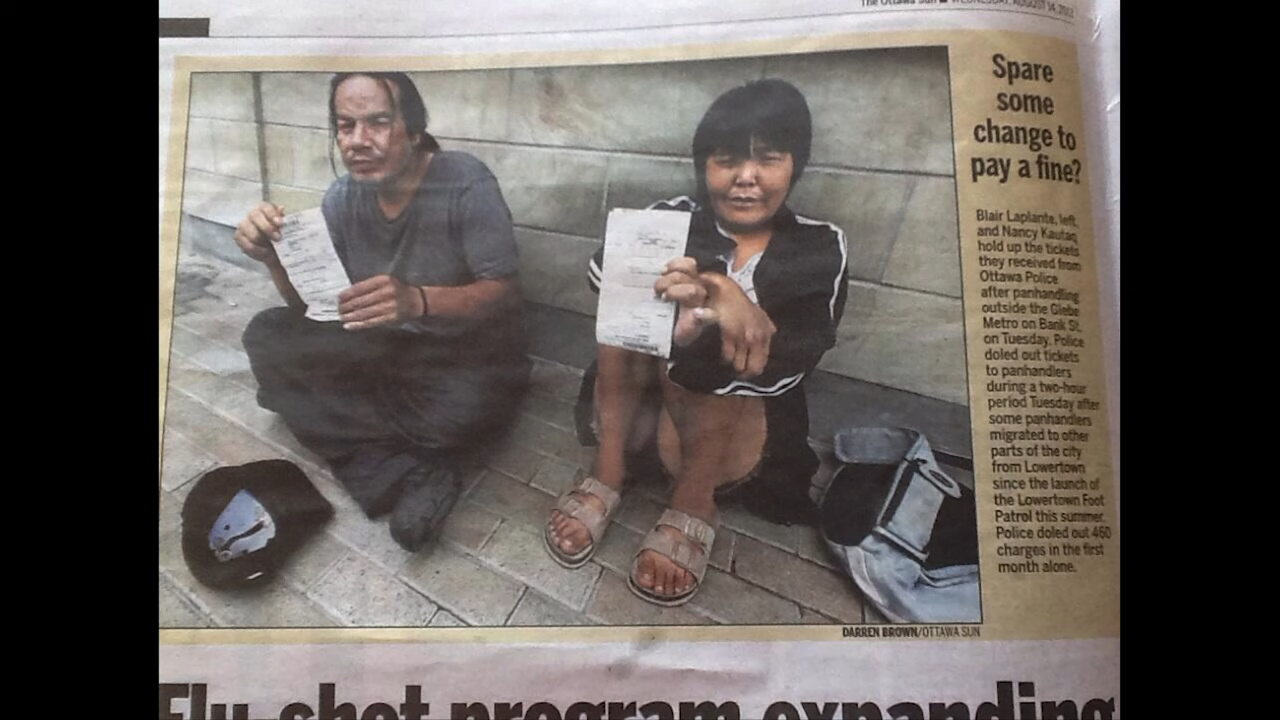 The Ottawa Sun ■ WEDNESDAY, AUGUST 14, 2013
Spare
some
change to
pay a fine?
Blair Laplante, left,
and Nancy Kautaq
hold up the tickets
they received from
Ottawa Police
after panhandling
outside the Glebe
Metro on Bank St.
on Tuesday. Police
doled out tickets
to panhandlers
during a two-hour
period Tuesday after
some panhandlers
migrated to other
parts of the city
from Lowertown
since the launch of
the Lowertown Foot
Patrol this summer.
Police doled out 460
charges in the first
month alone.
DARREN BROWN/OTTAWA SUN
Flu-shot program expanding